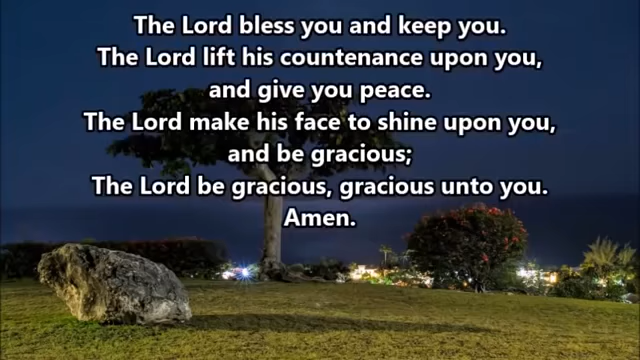 The Lord bless you and keep you.
The Lord lift his countenance upon you,
and give you peace.
The Lord make his face to shine upon you,
and be gracious;
The Lord be gracious, gracious unto you.
Amen.